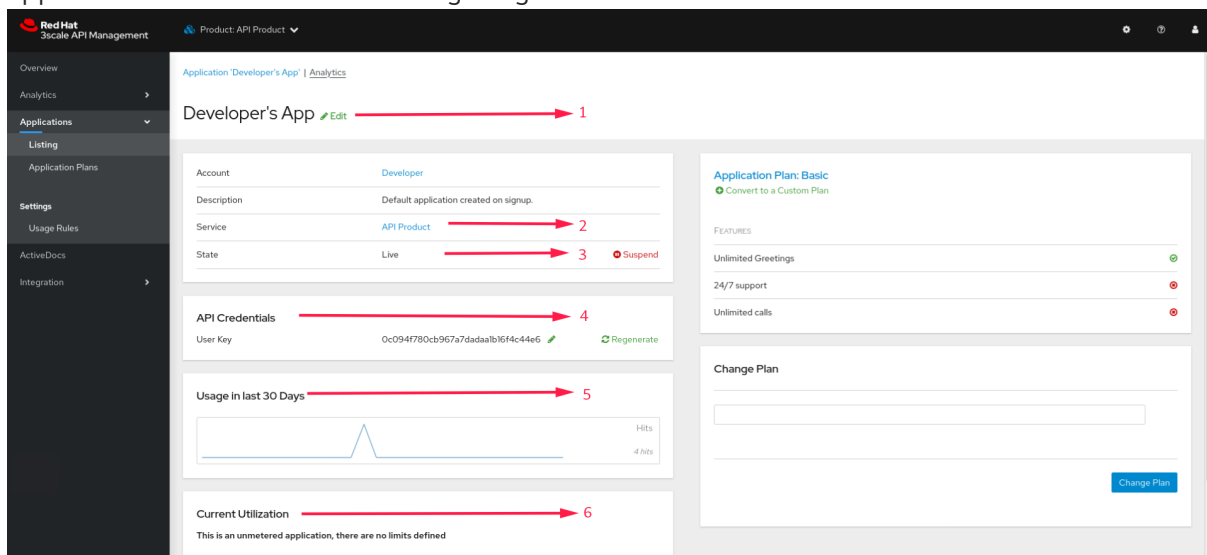 Red Hat
3scale API Management
Product: API Product
Overview
Analytics
Applications
Listing
Application Plans
Settings
Usage Rules
ActiveDocs
Integration
Application 'Developer's App' | Analytics
Developer's App Edit 1
Account Developer
Description Default application created on signup.
Service API Product 2
State Live 3 Suspend
API Credentials 4
User Key 0c094f780cb967a7dadaa1b16f4c44e6 Regenerate
Usage in last 30 Days 5
Hits
4 hits
Current Utilization 6
This is an unmetered application, there are no limits defined
Application Plan: Basic
Convert to a Custom Plan
FEATURES
Unlimited Greetings
24/7 support
Unlimited calls
Change Plan
Change Plan